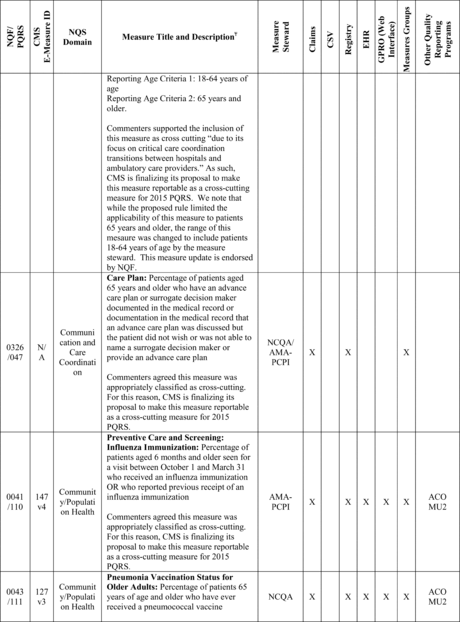 NQF/
PQRS
CMS
E-Measure ID
NQS
Domain
Measure Title and Description†
Measure
Steward
Claims
CSV
Registry
EHR
GPRO (Web
Interface)
Measures Groups
Other Quality
Reporting
Programs
Reporting Age Criteria 1: 18-64 years of
age
Reporting Age Criteria 2: 65 years and
older.
Commenters supported the inclusion of
this measure as cross cutting “due to its
focus on critical care coordination
transitions between hospitals and
ambulatory care providers.” As such,
CMS is finalizing its proposal to make
this measure reportable as a cross-cutting
measure for 2015 PQRS. We note that
while the proposed rule limited the
applicability of this measure to patients
65 years and older, the range of this
mesaure was changed to include patients
18-64 years of age by the measure
steward. This measure update is endorsed
by NQF.
0326
/047
N/
A
Communi
cation and
Care
Coordinati
on
Care Plan: Percentage of patients aged
65 years and older who have an advance
care plan or surrogate decision maker
documented in the medical record or
documentation in the medical record that
an advance care plan was discussed but
the patient did not wish or was not able to
name a surrogate decision maker or
provide an advance care plan
Commenters agreed this measure was
appropriately classified as cross-cutting.
For this reason, CMS is finalizing its
proposal to make this measure reportable
as a cross-cutting measure for 2015
PQRS.
NCQA/
AMA-
PCPI
X
X
X
0041
/110
147
v4
Communit
y/Populati
on Health
Preventive Care and Screening:
Influenza Immunization: Percentage of
patients aged 6 months and older seen for
a visit between October 1 and March 31
who received an influenza immunization
OR who reported previous receipt of an
influenza immunization
Commenters agreed this measure was
appropriately classified as cross-cutting.
For this reason, CMS is finalizing its
proposal to make this measure reportable
as a cross-cutting measure for 2015
PQRS.
AMA-
PCPI
X
X
X
X
X
ACO
MU2
0043
/111
127
v3
Communit
y/Populati
on Health
Pneumonia Vaccination Status for
Older Adults: Percentage of patients 65
years of age and older who have ever
received a pneumococcal vaccine
NCQA
X
X
X
X
X
ACO
MU2